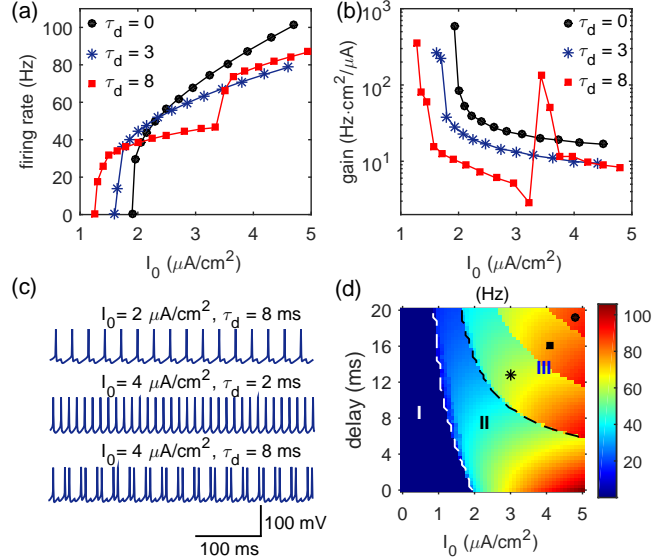 (a)
τd = 0
τd = 3
τd = 8
firing rate (Hz)
100
80
60
40
20
0
1 2 3 4 5
I0 (μA/cm²)
(b)
τd = 0
τd = 3
τd = 8
gain (Hz·cm²/μA)
10³
10²
10¹
1 2 3 4 5
I0 (μA/cm²)
(c)
I0= 2 μA/cm², τd = 8 ms
I0= 4 μA/cm², τd = 2 ms
I0= 4 μA/cm², τd = 8 ms
100 mV
100 ms
(d)
(Hz)
delay (ms)
20
16
12
8
4
0
I
II
III
0 1 2 3 4 5
I0 (μA/cm²)
100
80
60
40
20